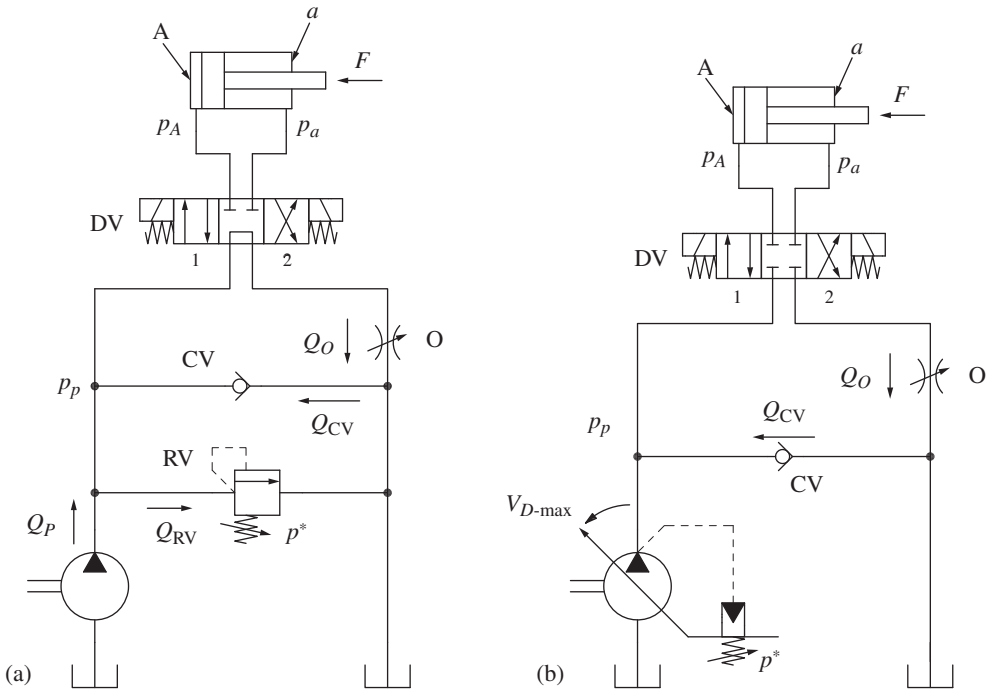 A
a
F
p_A
p_a
DV
1
2
Q_O
O
CV
p_p
Q_CV
RV
Q_P
Q_RV
p*
(a)
A
a
F
p_A
p_a
DV
1
2
Q_O
O
p_p
Q_CV
CV
V_D-max
p*
(b)